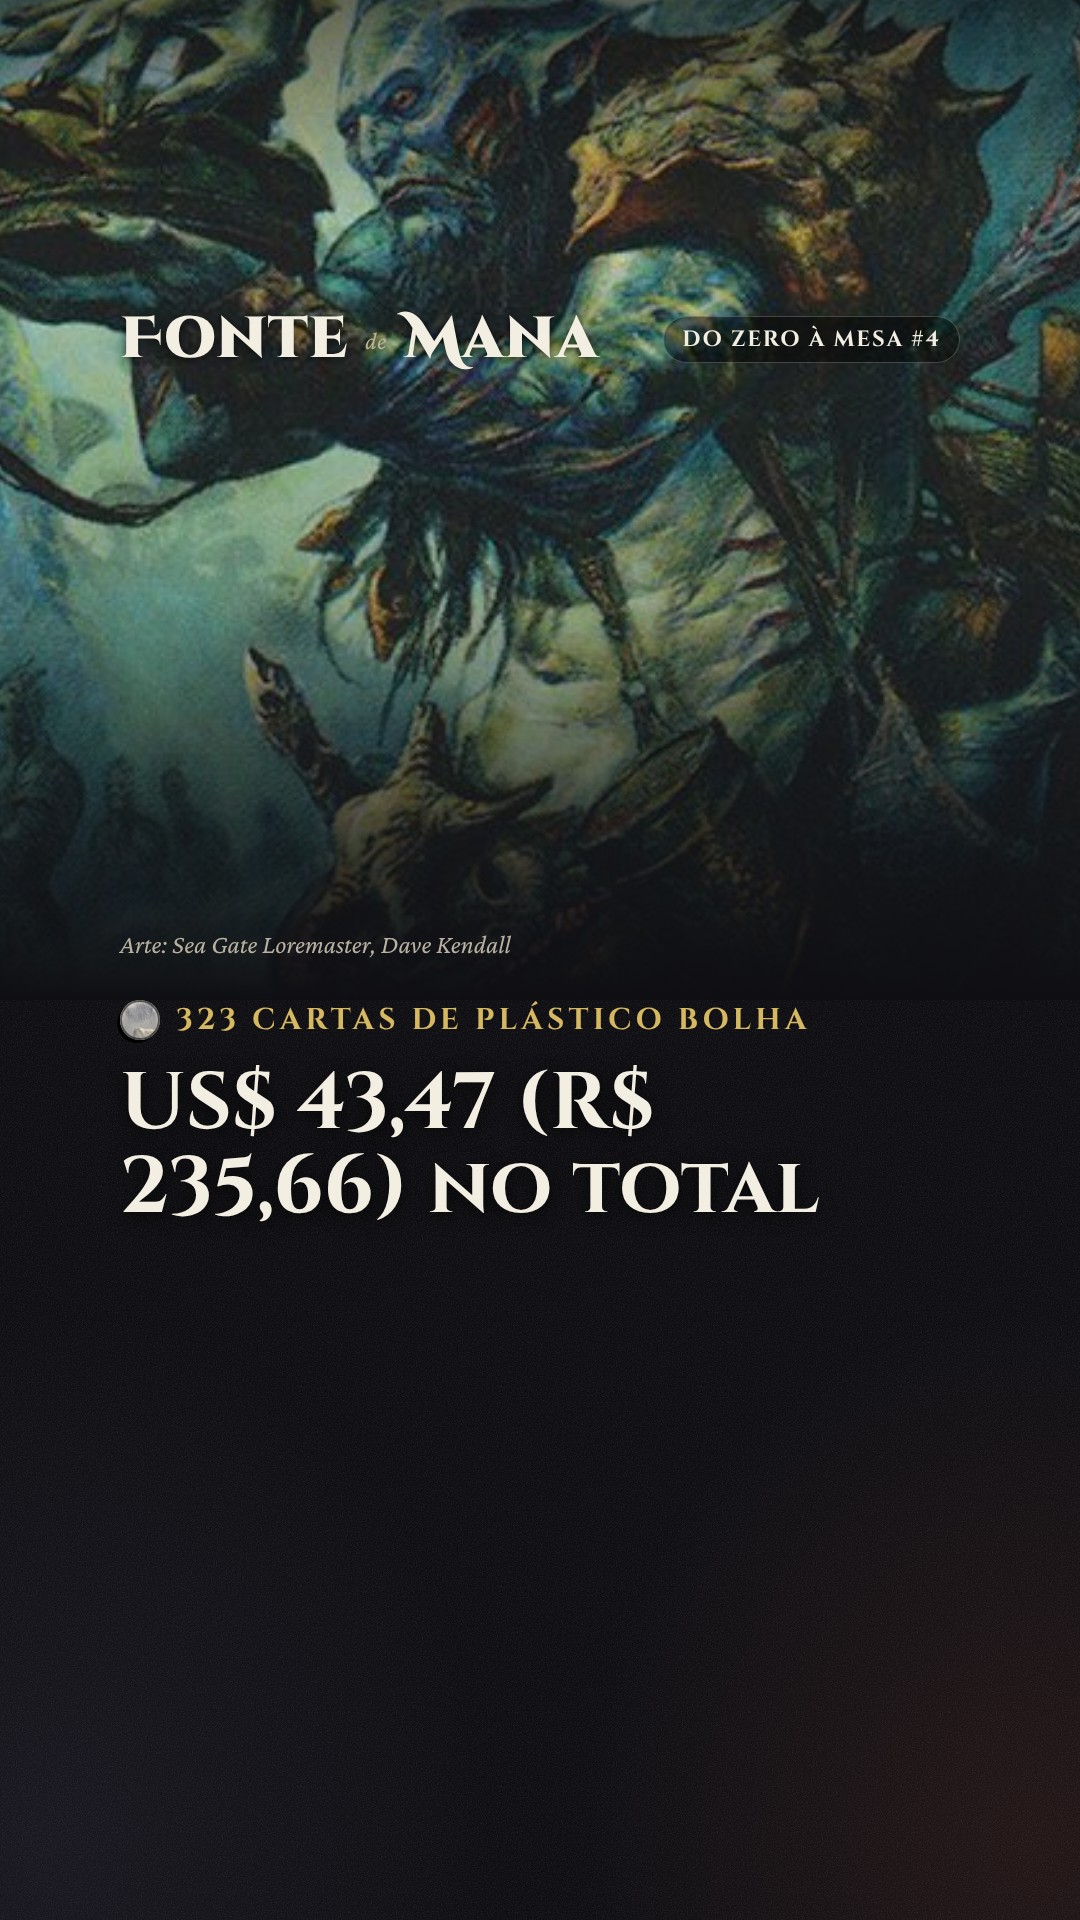 FONTE de MANA
DO ZERO À MESA #4
Arte: Sea Gate Loremaster, Dave Kendall
323 CARTAS DE PLÁSTICO BOLHA
US$ 43,47 (R$
235,66) NO TOTAL